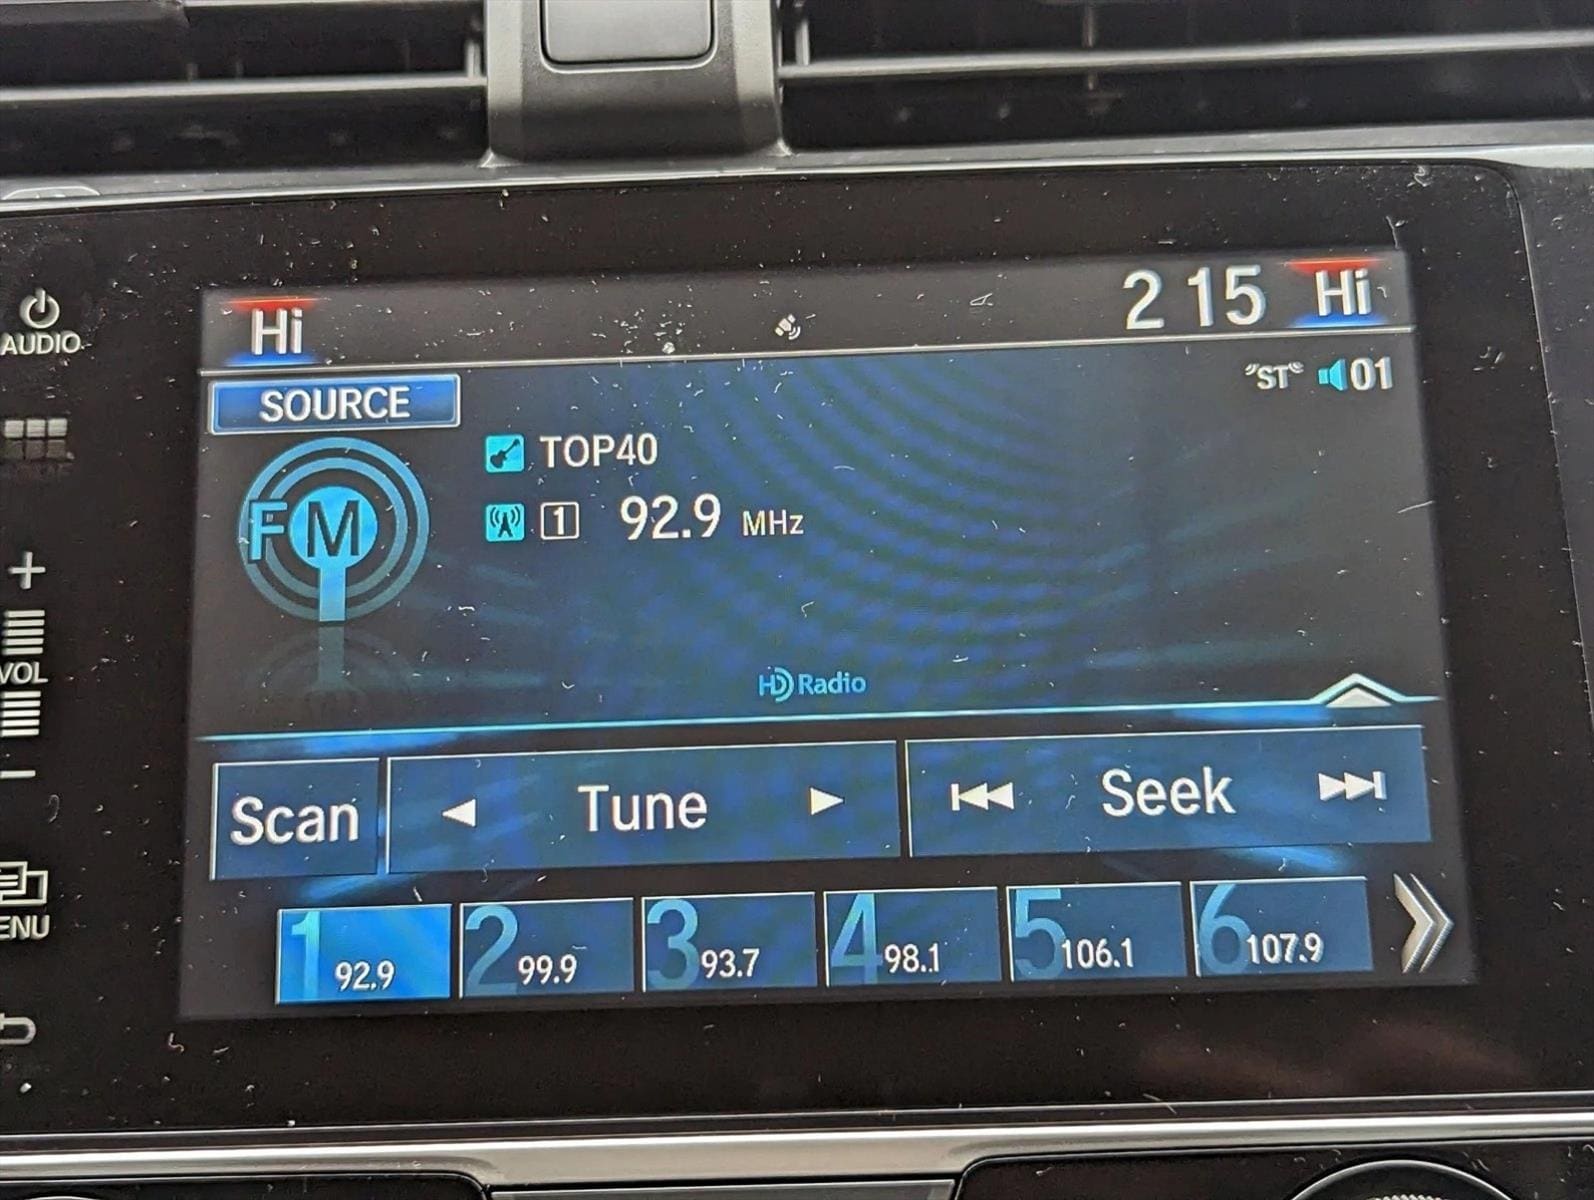 Hi 2 15 Hi
AUDIO
SOURCE "ST" 01
TOP40
FM 1 92.9 MHz
+
VOL
-
HD Radio
Scan Tune Seek
ENU
1 92.9 2 99.9 3 93.7 4 98.1 5 106.1 6 107.9